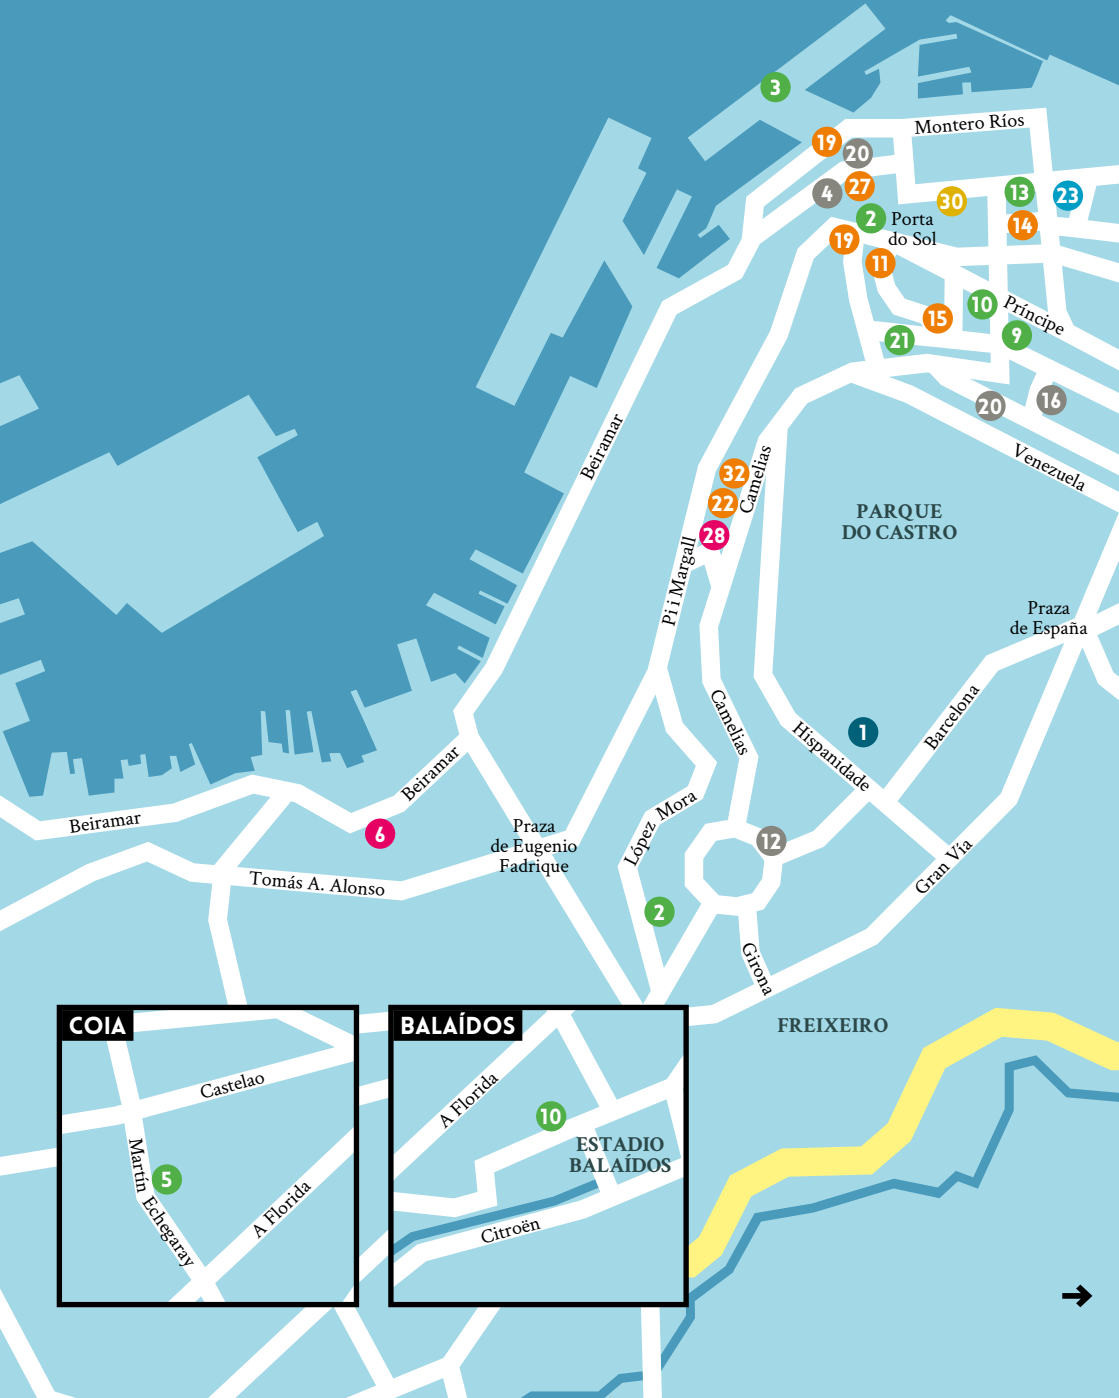 3
Montero Ríos
19
20
4
27
30
13
23
2
Porta
do Sol
14
19
11
10
Príncipe
15
9
21
16
20
Venezuela
Beiramar
32
Camelias
22
28
PARQUE
DO CASTRO
Pi i Margall
Praza
de España
Camelias
Barcelona
1
Hispanidade
Beiramar
López Mora
Beiramar
6
Praza
de Eugenio
Fadrique
12
Gran Vía
Tomás A. Alonso
2
Girona
FREIXEIRO
COIA
Castelao
Martín Echegaray
5
A Florida
BALAÍDOS
A Florida
10
ESTADIO
BALAÍDOS
Citroën